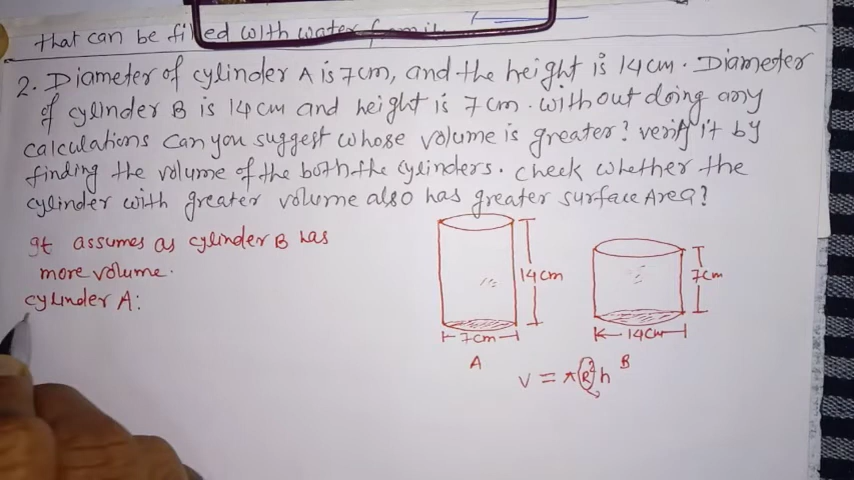 that can be filled with water from it.
2. Diameter of cylinder A is 7cm, and the height is 14cm. Diameter
of cylinder B is 14cm and height is 7cm. without doing any
calculations can you suggest whose volume is greater? verify it by
finding the volume of the both the cylinders. check whether the
cylinder with greater volume also has greater surface Area?
It assumes as cylinder B has
more volume.
cylinder A:
14cm
7cm
7cm
14cm
A
B
V = πR²h